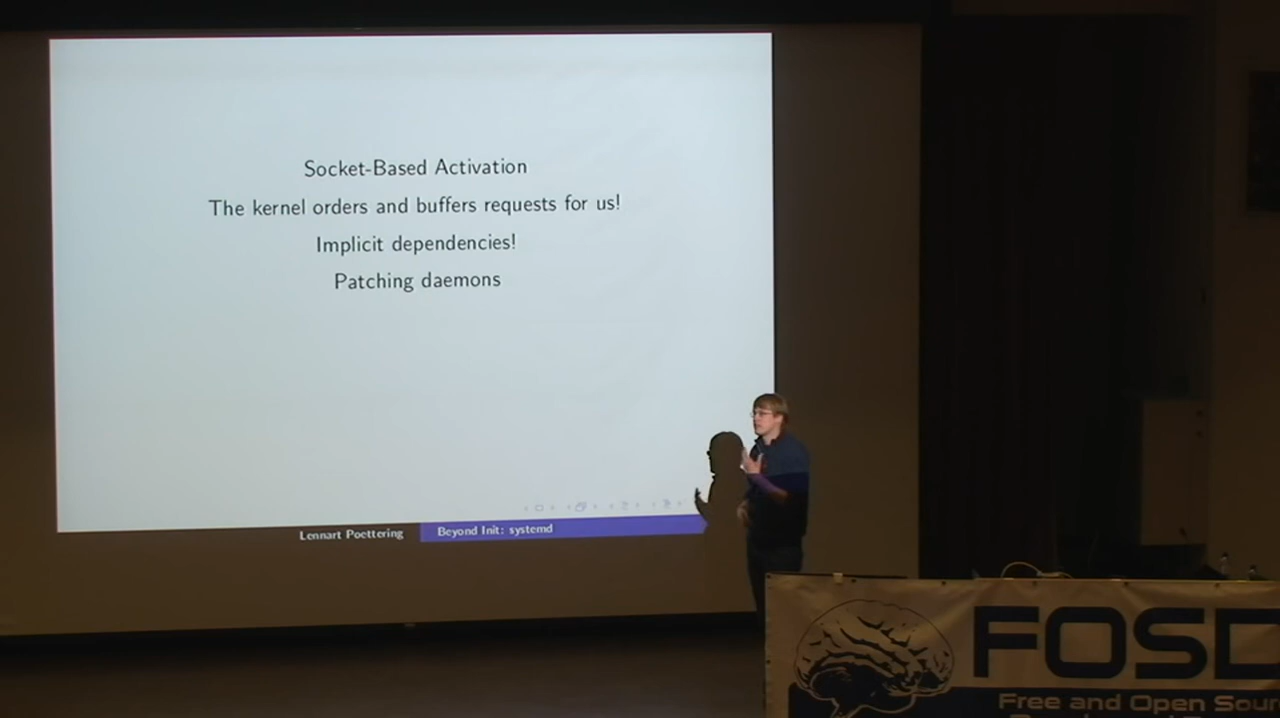 Socket-Based Activation
The kernel orders and buffers requests for us!
Implicit dependencies!
Patching daemons
Lennart Poettering
Beyond Init: systemd
FOSD
Free and Open Sour